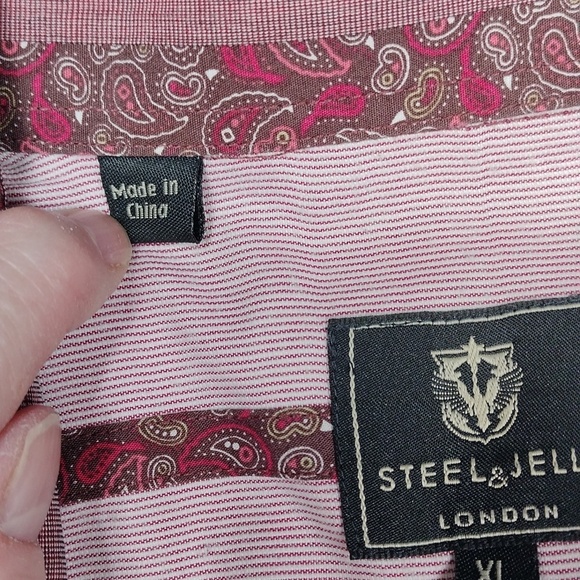 Made in
China
STEEL & JELL
LONDON
XL